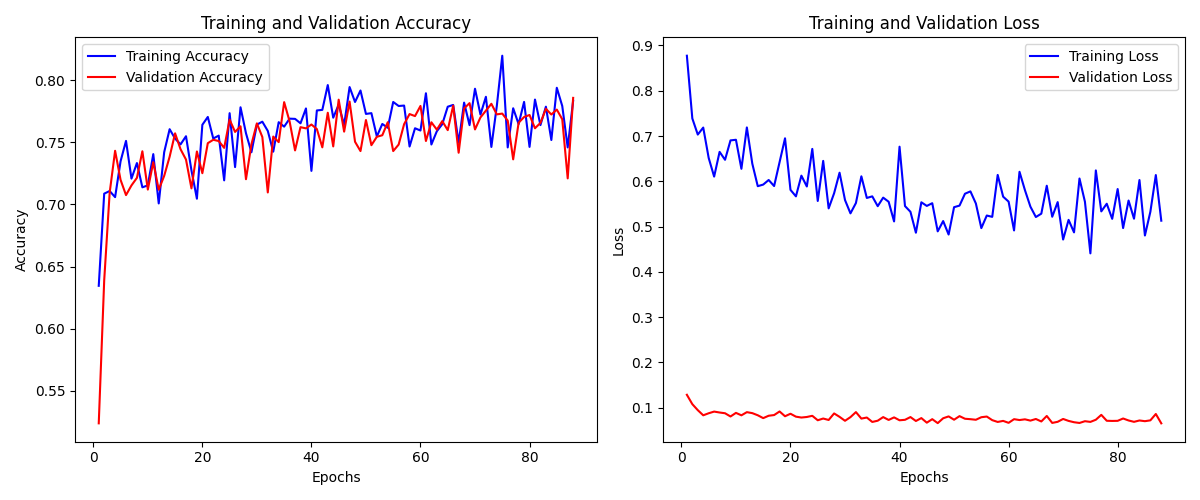 Training and Validation Accuracy
Training Accuracy
Validation Accuracy
Accuracy
0.80
0.75
0.70
0.65
0.60
0.55
0
20
40
60
80
Epochs
Training and Validation Loss
Training Loss
Validation Loss
Loss
0.9
0.8
0.7
0.6
0.5
0.4
0.3
0.2
0.1
0
20
40
60
80
Epochs